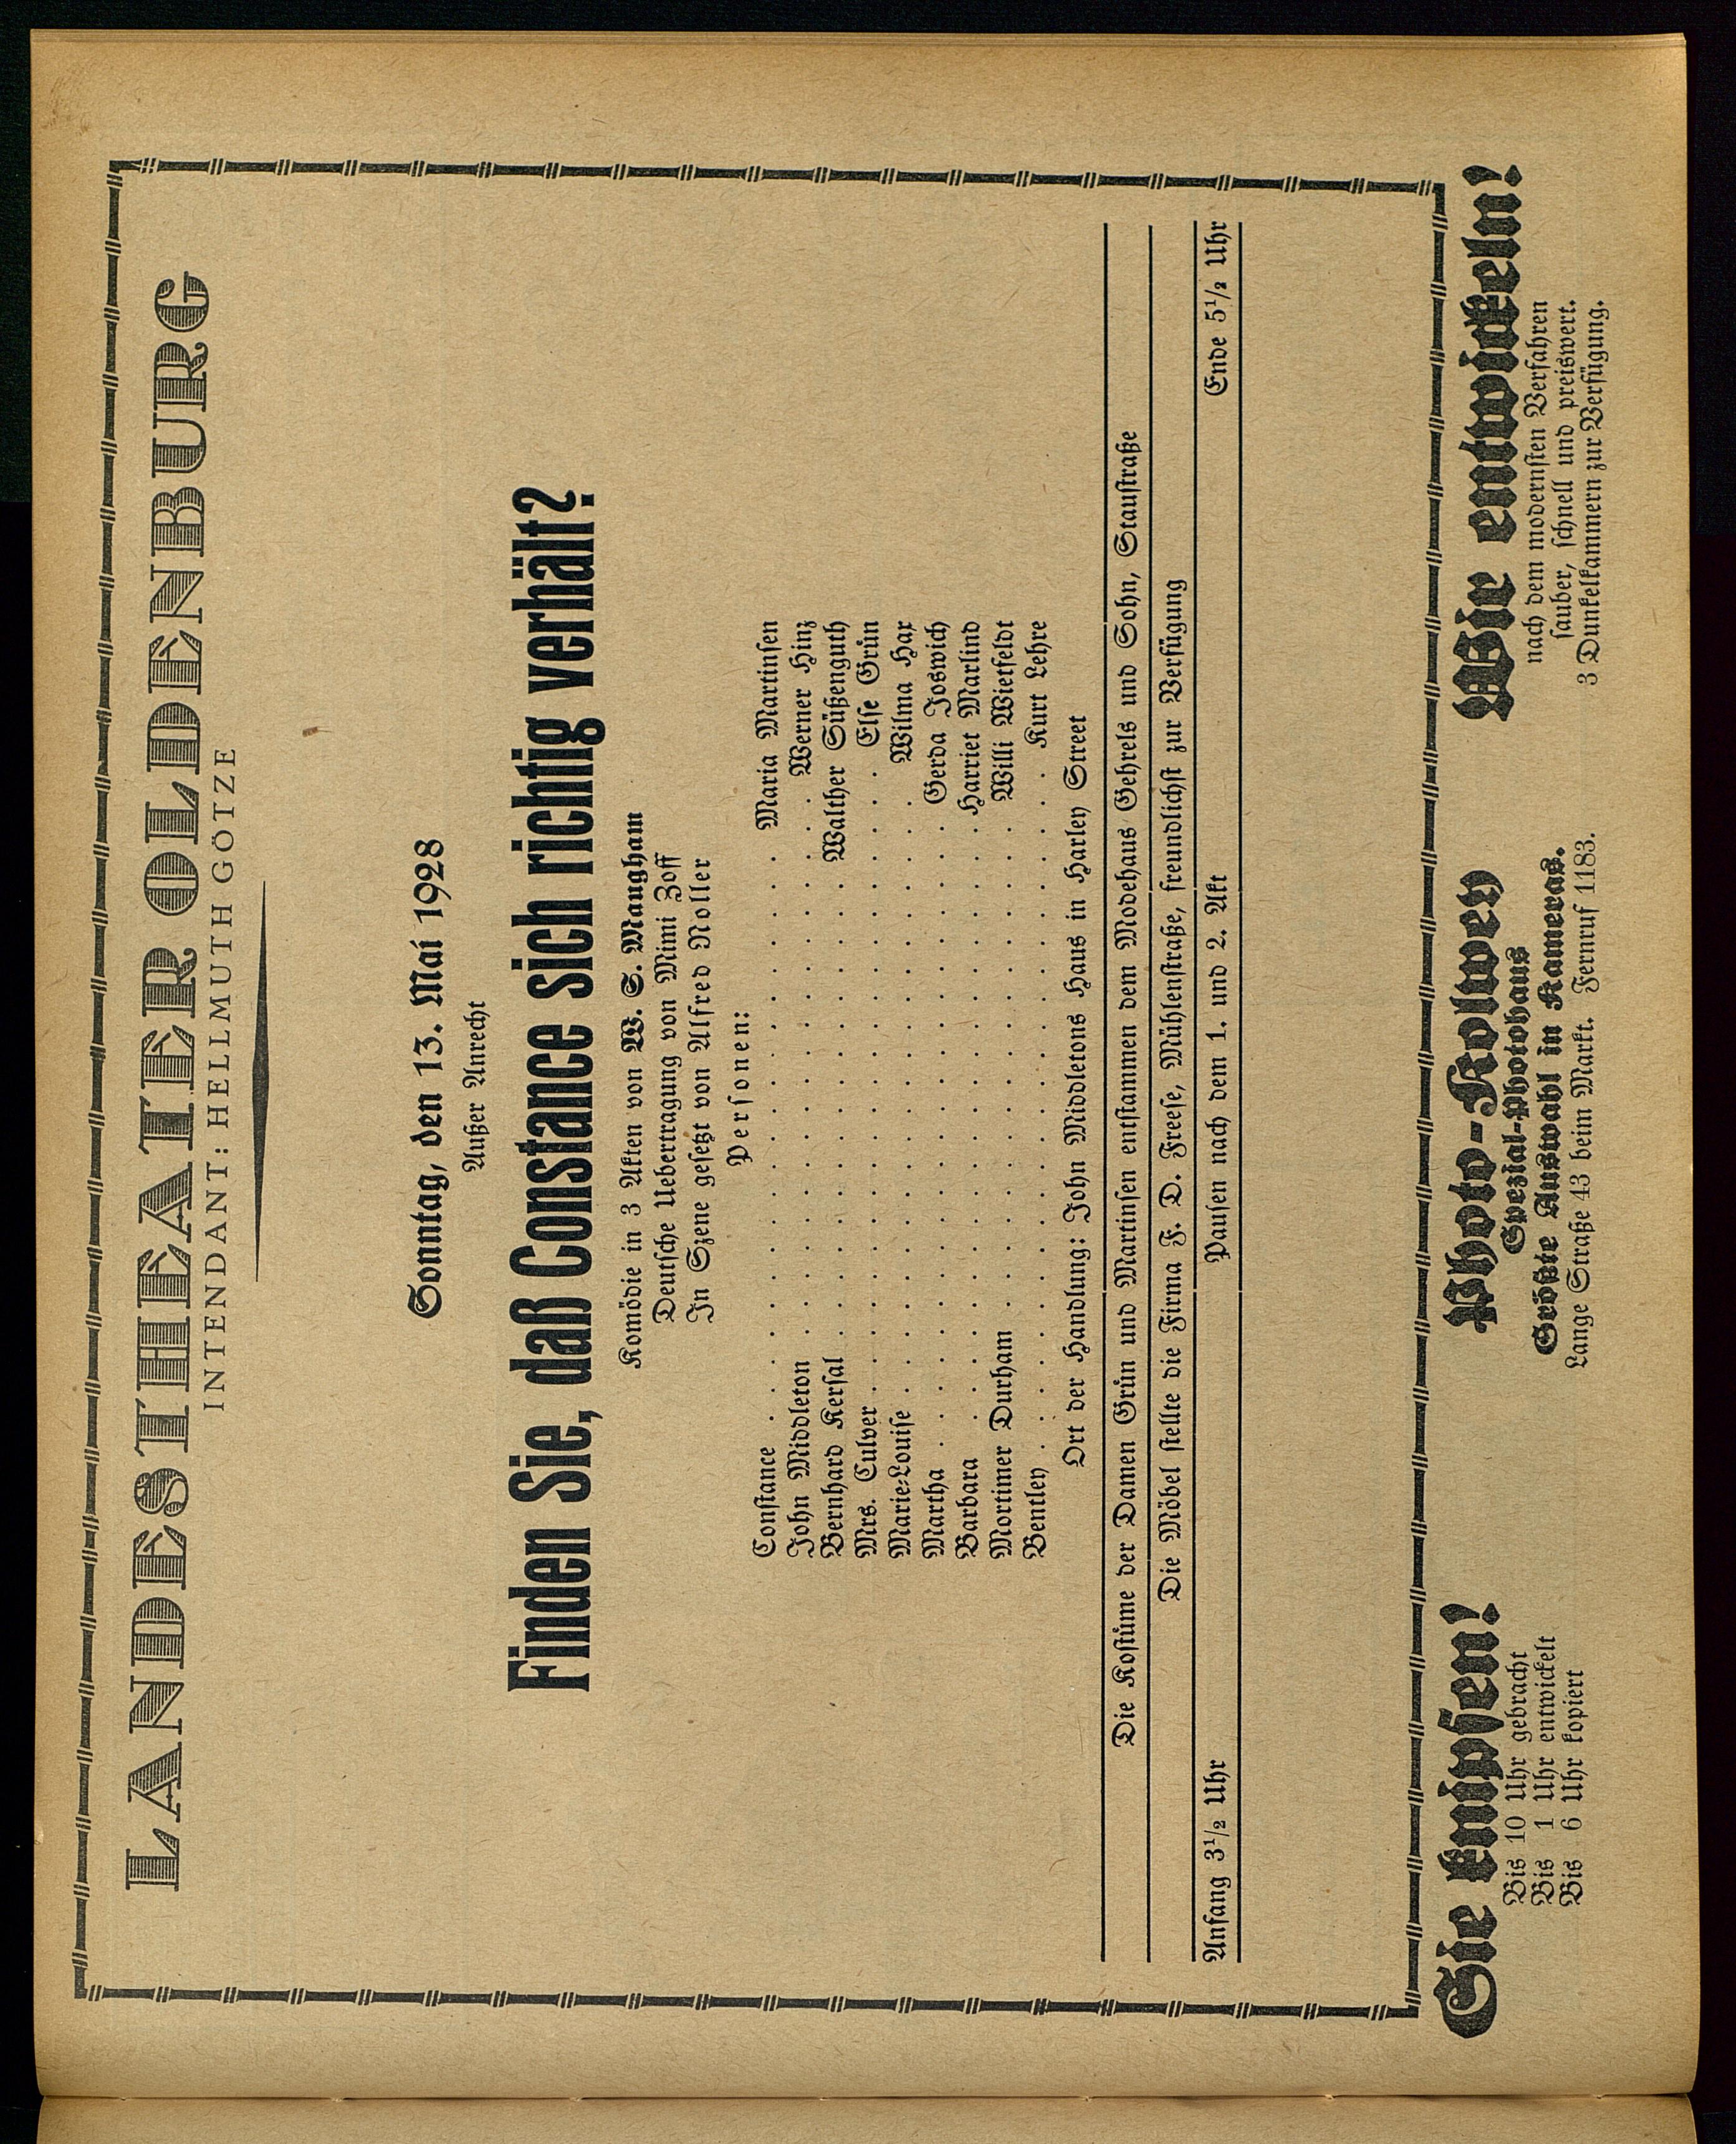 LANDESTHEATER OLDENBURG
INTENDANT: HELLMUTH GÖTZE
Sonntag, den 13. Mai 1928
Außer Anrecht
Finden Sie, daß Constance sich richtig verhält?
Komödie in 3 Akten von W. S. Maugham
Deutsche Uebertragung von Mimi Zoff
In Szene gesetzt von Alfred Noller
Personen:
Constance . . . . . . . . . . . . Maria Martinsen
John Middleton . . . . . . . . . . . . Werner Hinz
Bernhard Kersal . . . . . . . . . . Walther Süßenguth
Mrs. Culver . . . . . . . . . . . . Else Grün
Marie-Louise . . . . . . . . . . . . Wilma Hax
Martha . . . . . . . . . . . . Gerda Joswich
Barbara . . . . . . . . . . . . Harriet Marlind
Mortimer Durham . . . . . . . . . . Willi Wietfeldt
Bentley . . . . . . . . . . . . Kurt Lehre
Ort der Handlung: John Middletons Haus in Harley Street
Die Kostüme der Damen Grün und Martinsen entstammen dem Modehaus Gehrels und Sohn, Staustraße
Die Möbel stellte die Firma F. D. Freese, Mühlenstraße, freundlichst zur Verfügung
Anfang 3½ Uhr Pausen nach dem 1. und 2. Akt Ende 5½ Uhr
Sie knipsen!
Bis 10 Uhr gebracht
Bis 1 Uhr entwickelt
Bis 6 Uhr kopiert
Photo-Kolwey
Spezial-Photohaus
Größte Auswahl in Kameras.
Lange Straße 43 beim Markt. Fernruf 1183.
Wir entwickeln!
nach dem modernsten Verfahren
sauber, schnell und preiswert.
3 Dunkelkammern zur Verfügung.